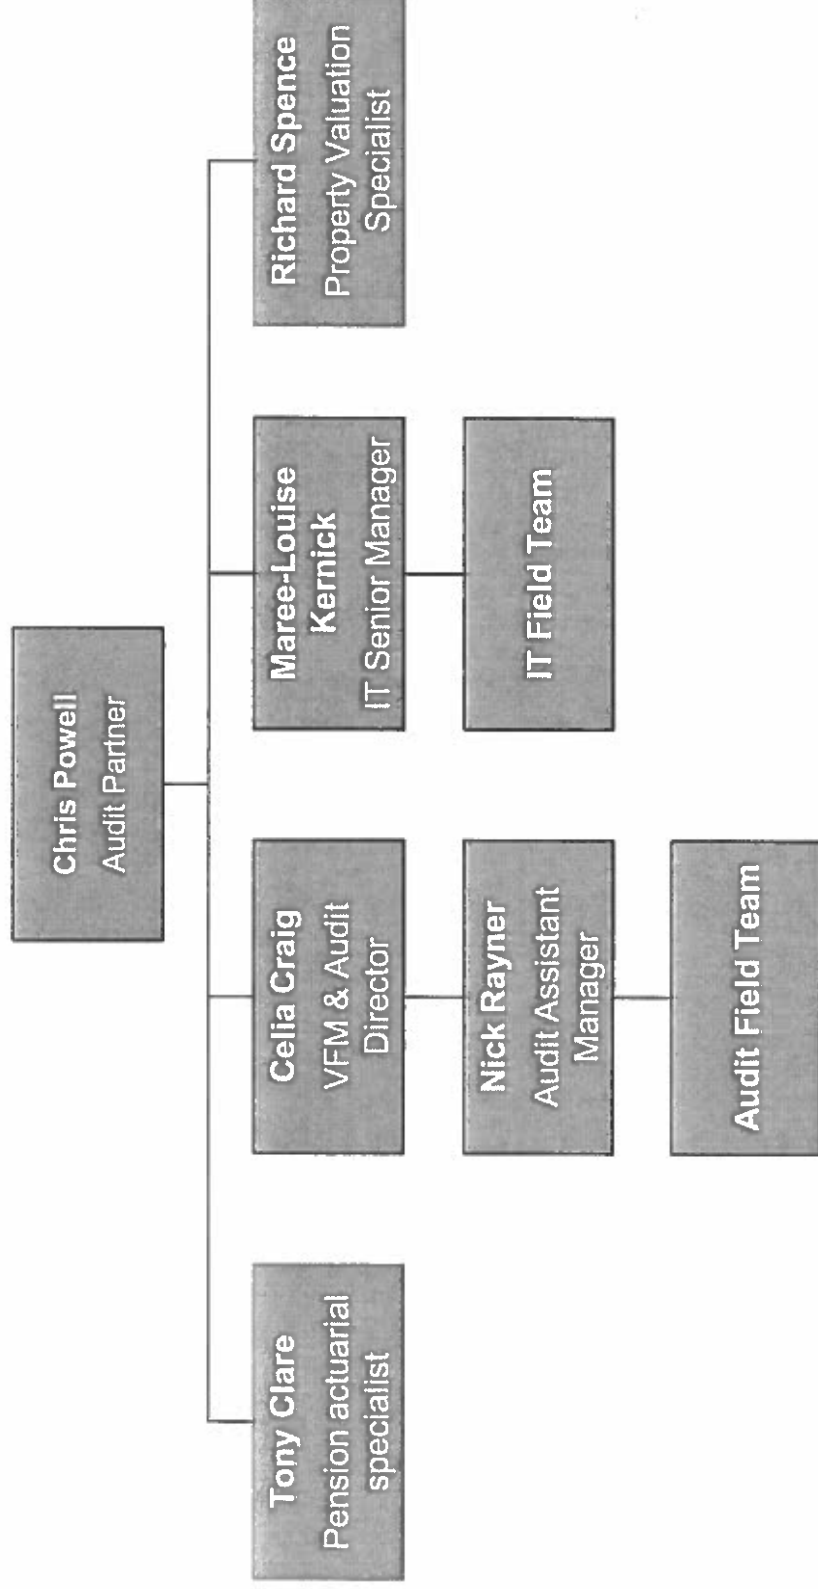 Chris Powell
Audit Partner
Tony Clare
Pension actuarial
specialist
Celia Craig
VFM & Audit
Director
Maree-Louise
Kernick
IT Senior Manager
Richard Spence
Property Valuation
Specialist
Nick Rayner
Audit Assistant
Manager
IT Field Team
Audit Field Team